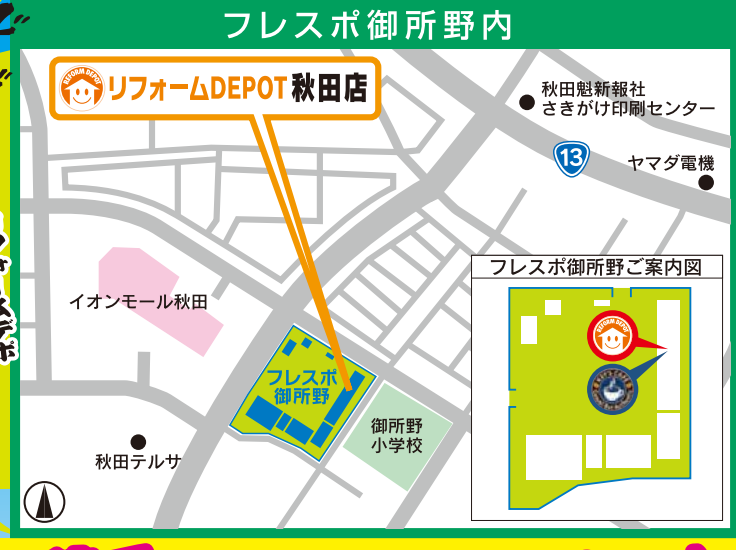 フレスポ御所野内
REFORM DEPOT
リフォームDEPOT 秋田店
秋田魁新報社
さきがけ印刷センター
13
ヤマダ電機
フレスポ御所野ご案内図
REFORM DEPOT
イオンモール秋田
フレスポ
御所野
御所野
小学校
秋田テルサ